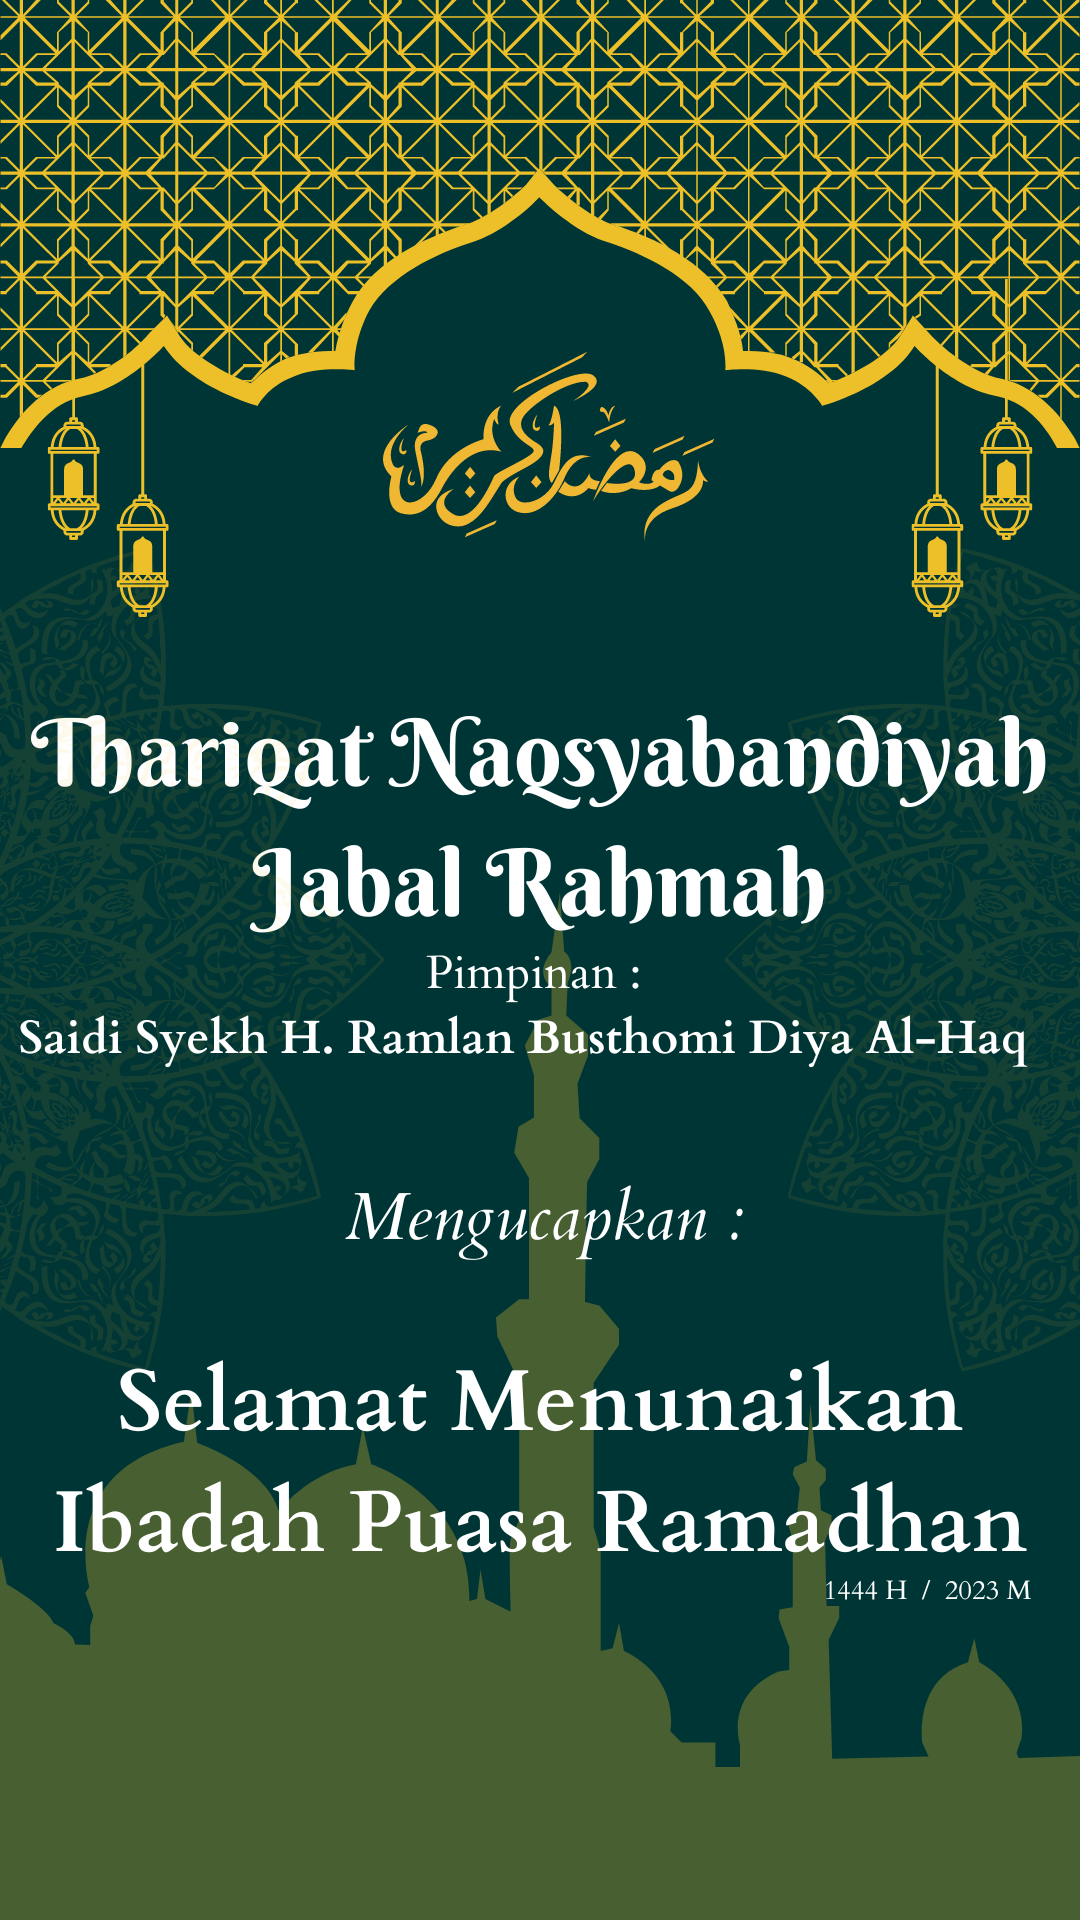 رمضان كريم
Thariqat Naqsyabandiyah
Jabal Rahmah
Pimpinan :
Saidi Syekh H. Ramlan Busthomi Diya Al-Haq
Mengucapkan :
Selamat Menunaikan
Ibadah Puasa Ramadhan
1444 H / 2023 M